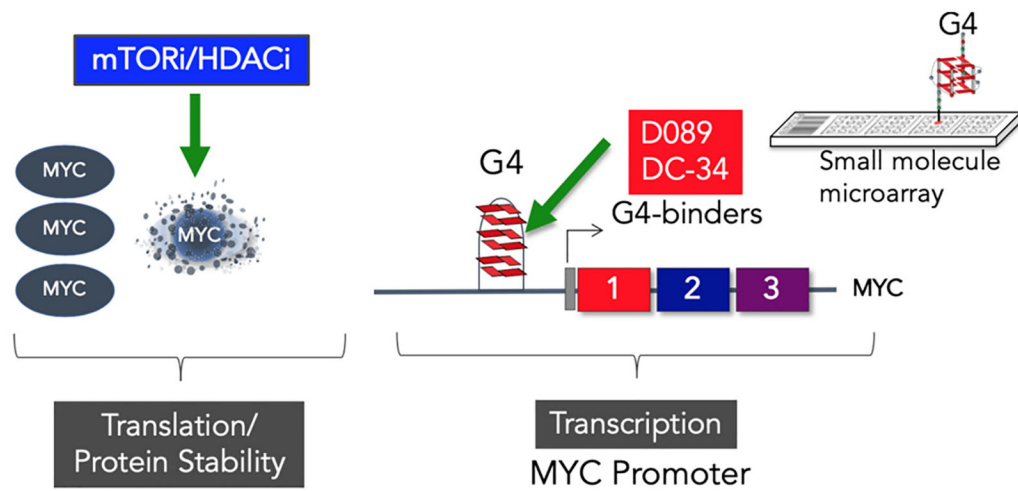 mTORi/HDACi
MYC
MYC
MYC
MYC
Translation/
Protein Stability
G4
D089
DC-34
G4-binders
G4
Small molecule
microarray
1
2
3
MYC
Transcription
MYC Promoter